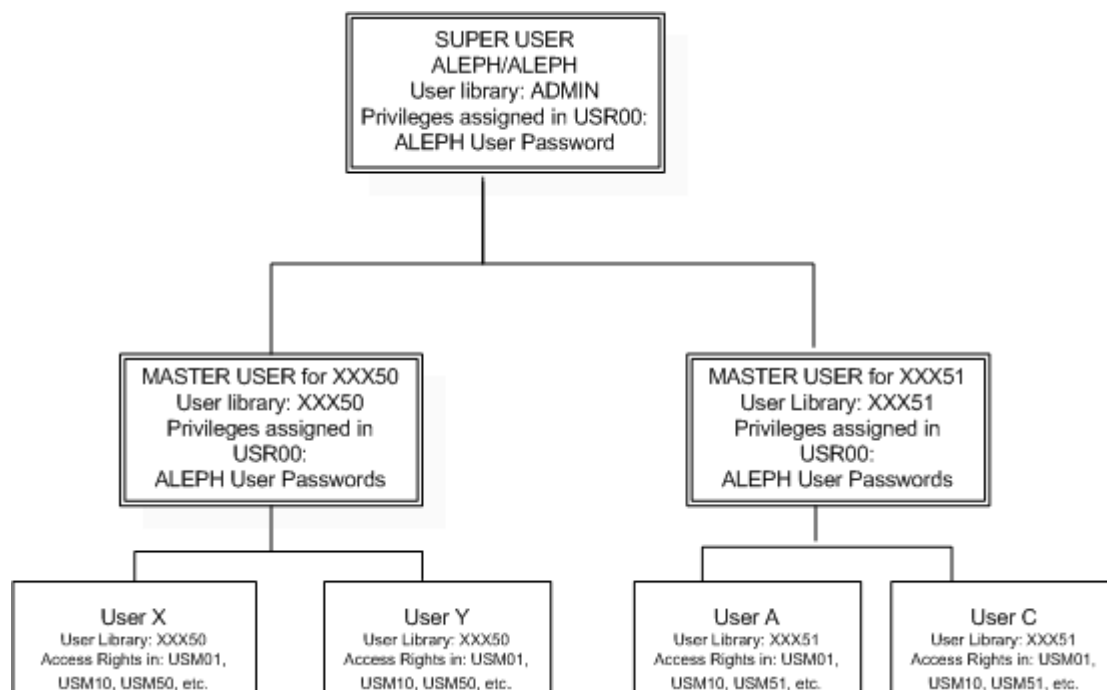 SUPER USER
ALEPH/ALEPH
User library: ADMIN
Privileges assigned in USR00:
ALEPH User Password
MASTER USER for XXX50
User library: XXX50
Privileges assigned in
USR00:
ALEPH User Passwords
MASTER USER for XXX51
User Library: XXX51
Privileges assigned in
USR00:
ALEPH User Passwords
User X
User Library: XXX50
Access Rights in: USM01,
USM10, USM50, etc.
User Y
User Library: XXX50
Access Rights in: USM01,
USM10, USM50, etc.
User A
User Library: XXX51
Access Rights in: USM01,
USM10, USM51, etc.
User C
User Library: XXX51
Access Rights in: USM01,
USM10, USM51, etc.